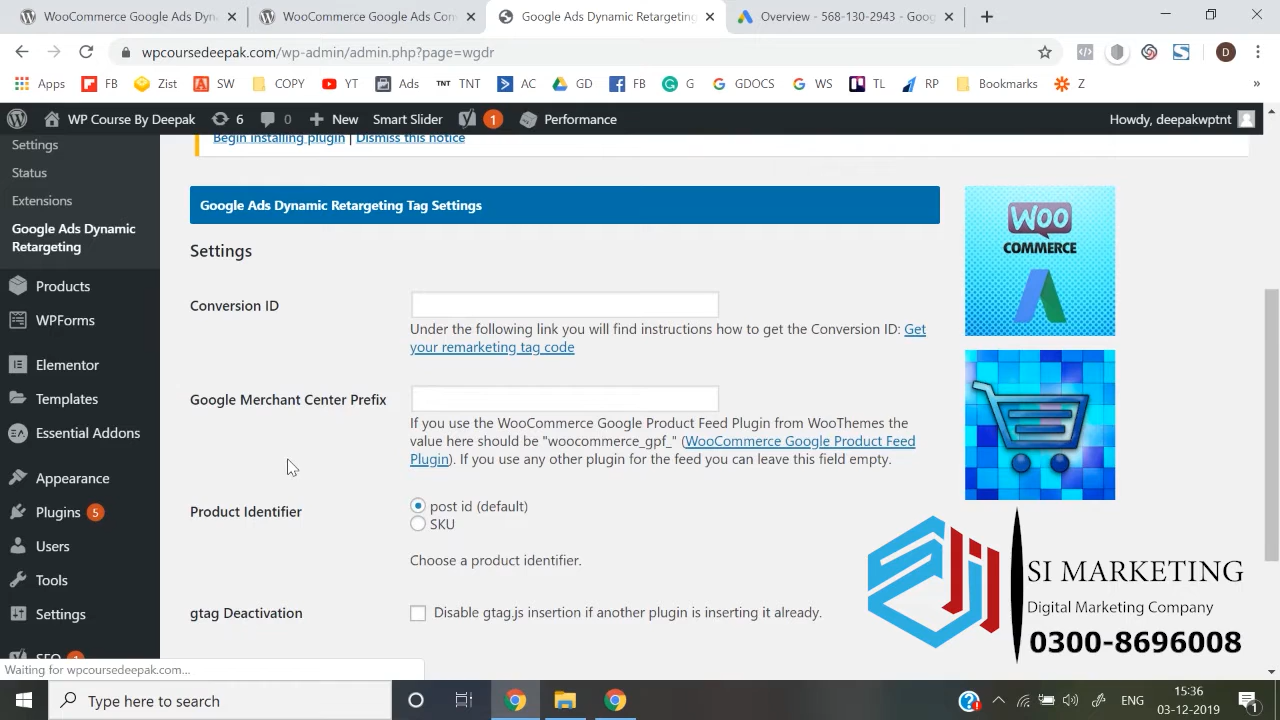 WooCommerce Google Ads Dyn
WooCommerce Google Ads Con
Google Ads Dynamic Retargeting
Overview - 568-130-2943 - Goog
wpcoursedeepak.com/wp-admin/admin.php?page=wgdr
D
Apps
FB
Zist
SW
COPY
YT
Ads
TNT TNT
AC
GD
FB
G
GDOCS
WS
TL
RP
Bookmarks
Z
»
WP Course By Deepak
6
0
New
Smart Slider
1
Performance
Howdy, deepakwptnt
Settings
Status
Extensions
Google Ads Dynamic
Retargeting
Products
WPForms
Elementor
Templates
Essential Addons
Appearance
Plugins 5
Users
Tools
Settings
SEO 1
Begin installing plugin | Dismiss this notice
Google Ads Dynamic Retargeting Tag Settings
Settings
Conversion ID
Under the following link you will find instructions how to get the Conversion ID: Get
your remarketing tag code
Google Merchant Center Prefix
If you use the WooCommerce Google Product Feed Plugin from WooThemes the
value here should be "woocommerce_gpf_" (WooCommerce Google Product Feed
Plugin). If you use any other plugin for the feed you can leave this field empty.
Product Identifier
post id (default)
SKU
Choose a product identifier.
gtag Deactivation
Disable gtag.js insertion if another plugin is inserting it already.
WOO
COMMERCE
SI MARKETING
Digital Marketing Company
0300-8696008
Waiting for wpcoursedeepak.com...
Type here to search
ENG
15:36
03-12-2019
1